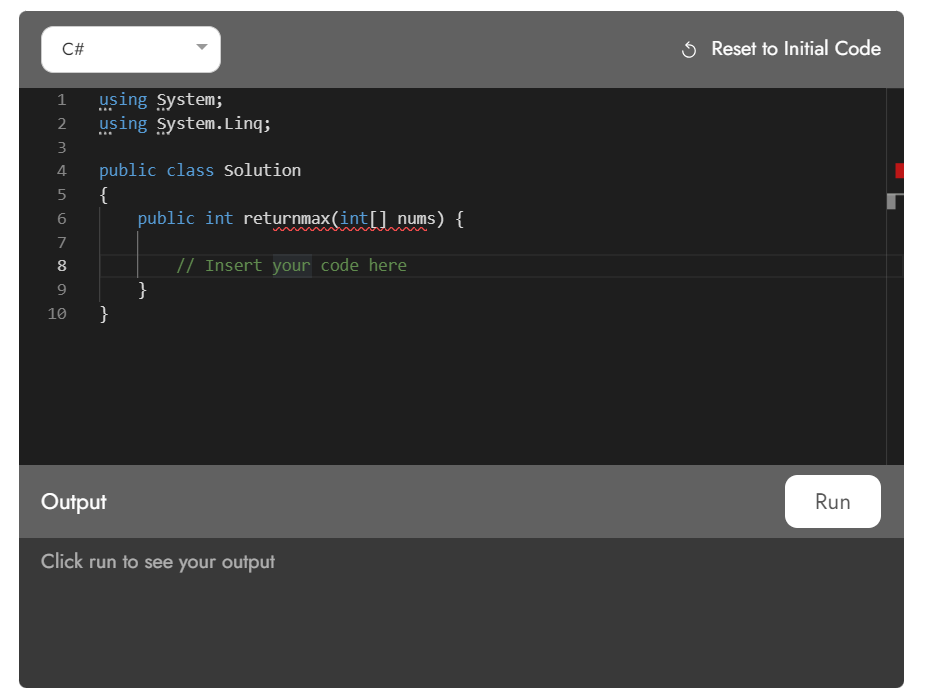 C#
Reset to Initial Code
1 using System;
2 using System.Linq;
3
4 public class Solution
5 {
6     public int returnmax(int[] nums) {
7
8         // Insert your code here
9     }
10 }
Output
Run
Click run to see your output